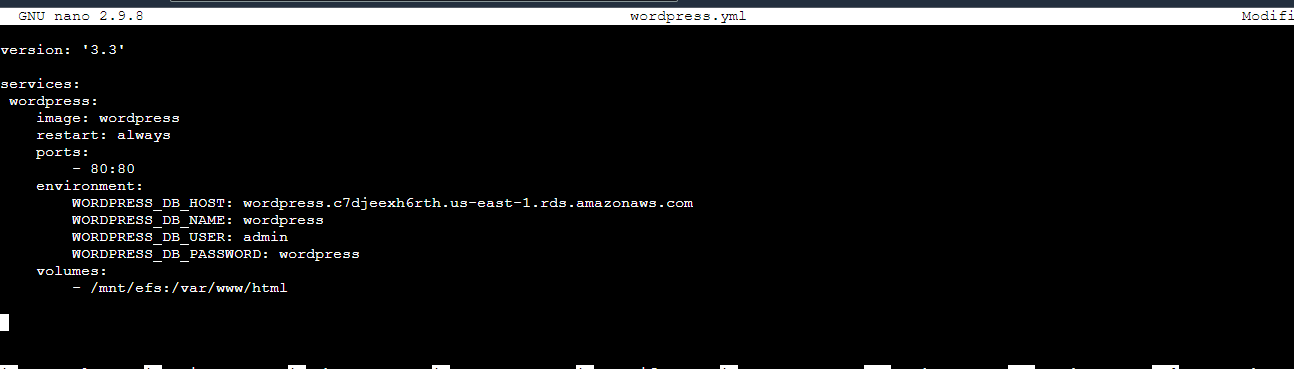 GNU nano 2.9.8 wordpress.yml Modifi
version: '3.3'
services:
 wordpress:
    image: wordpress
    restart: always
    ports:
        - 80:80
    environment:
        WORDPRESS_DB_HOST: wordpress.c7djeexh6rth.us-east-1.rds.amazonaws.com
        WORDPRESS_DB_NAME: wordpress
        WORDPRESS_DB_USER: admin
        WORDPRESS_DB_PASSWORD: wordpress
    volumes:
        - /mnt/efs:/var/www/html